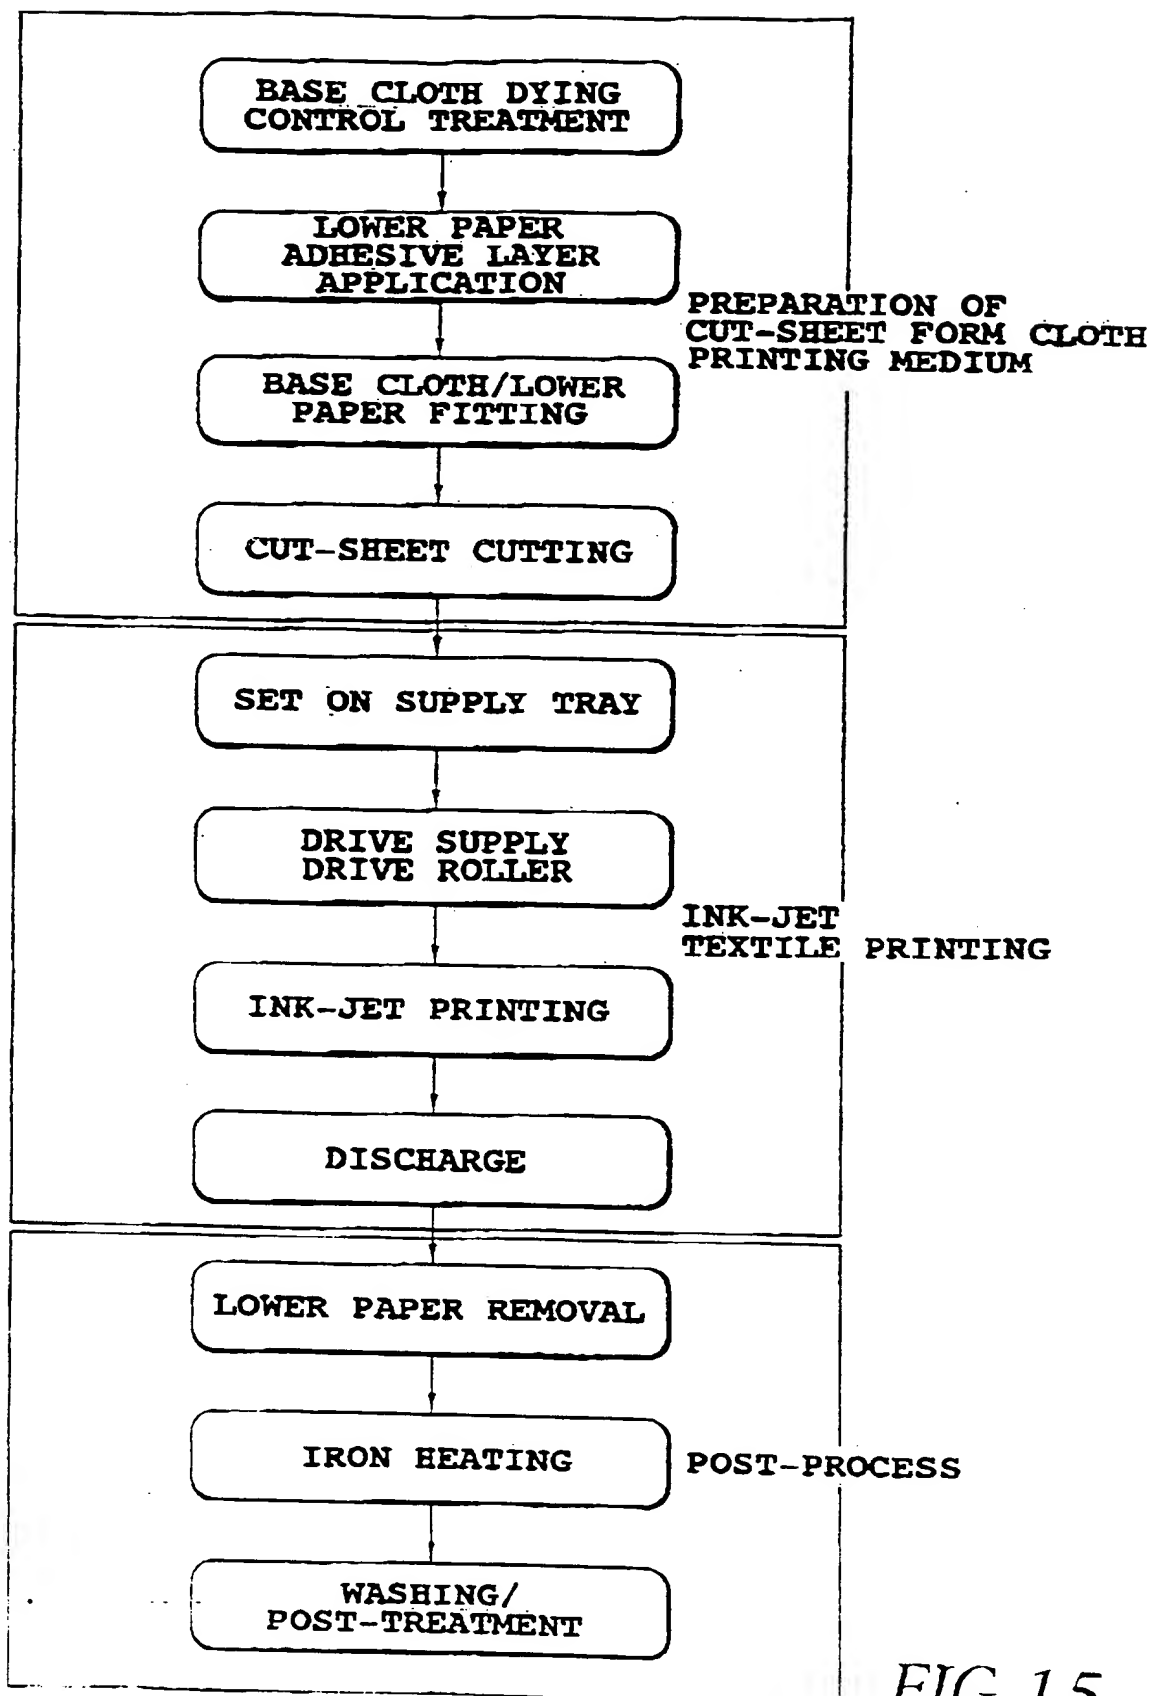 BASE CLOTH DYING
CONTROL TREATMENT
LOWER PAPER
ADHESIVE LAYER
APPLICATION
PREPARATION OF
CUT-SHEET FORM CLOTH
PRINTING MEDIUM
BASE CLOTH/LOWER
PAPER FITTING
CUT-SHEET CUTTING
SET ON SUPPLY TRAY
DRIVE SUPPLY
DRIVE ROLLER
INK-JET
TEXTILE PRINTING
INK-JET PRINTING
DISCHARGE
LOWER PAPER REMOVAL
IRON HEATING
POST-PROCESS
WASHING/
POST-TREATMENT
FIG. 15